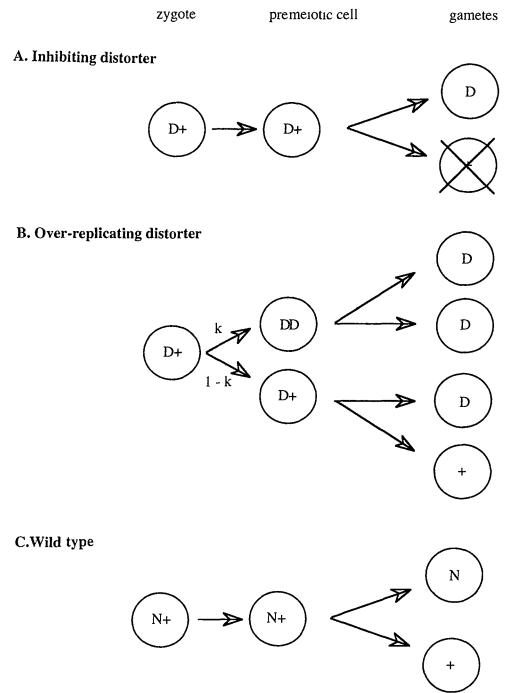 zygote premeiotic cell gametes
A. Inhibiting distorter
D
D+ D+
B. Over-replicating distorter
D
k
DD D
D+
1 - k
D+ D
+
C.Wild type
N
N+ N+
+